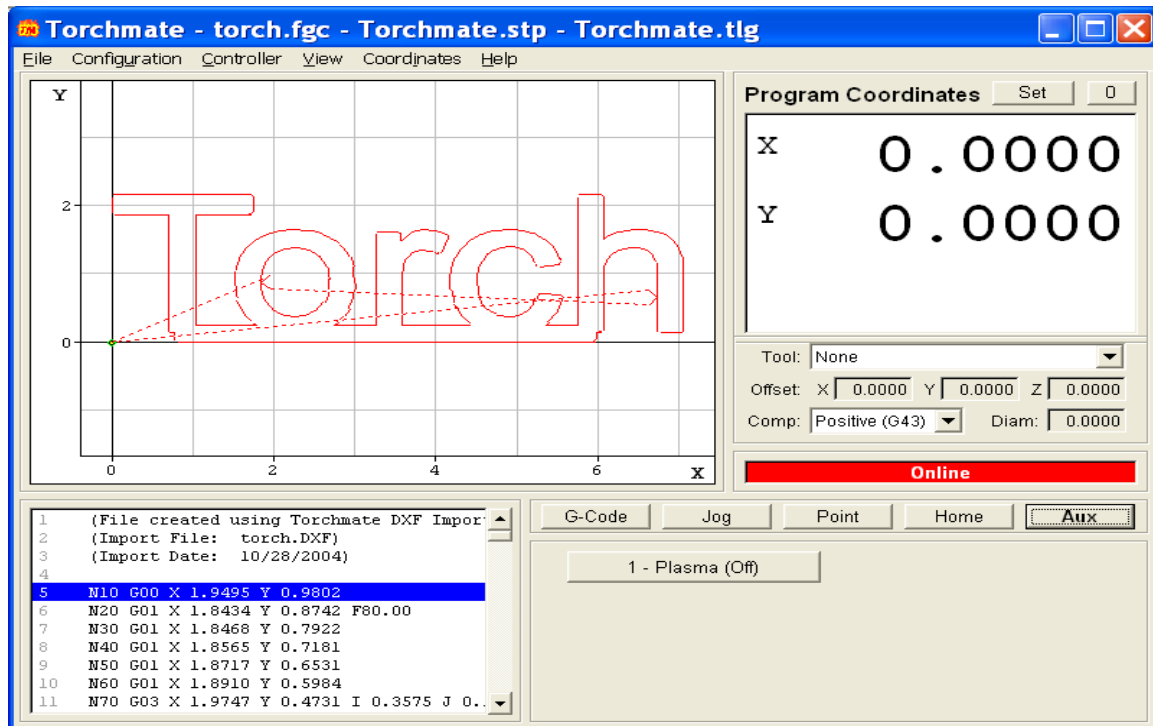 Torchmate - torch.fgc - Torchmate.stp - Torchmate.tlg
File Configuration Controller View Coordinates Help
Y
2
0
0 2 4 6 X
Program Coordinates Set 0
X 0.0000
Y 0.0000
Tool: None
Offset: X 0.0000 Y 0.0000 Z 0.0000
Comp: Positive (G43) Diam: 0.0000
Online
1 (File created using Torchmate DXF Impor
2 (Import File: torch.DXF)
3 (Import Date: 10/28/2004)
4
5 N10 G00 X 1.9495 Y 0.9802
6 N20 G01 X 1.8434 Y 0.8742 F80.00
7 N30 G01 X 1.8468 Y 0.7922
8 N40 G01 X 1.8565 Y 0.7181
9 N50 G01 X 1.8717 Y 0.6531
10 N60 G01 X 1.8910 Y 0.5984
11 N70 G03 X 1.9747 Y 0.4731 I 0.3575 J 0.
G-Code Jog Point Home Aux
1 - Plasma (Off)
Torch